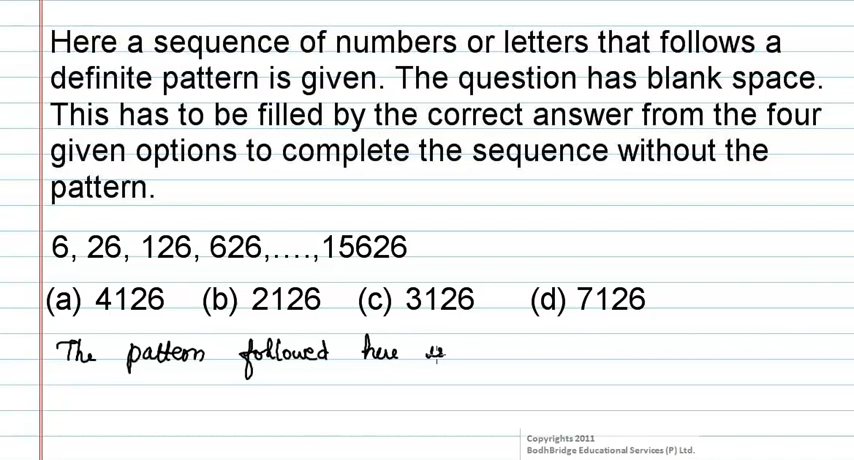 Here a sequence of numbers or letters that follows a
definite pattern is given. The question has blank space.
This has to be filled by the correct answer from the four
given options to complete the sequence without the
pattern.
6, 26, 126, 626,....,15626
(a) 4126 (b) 2126 (c) 3126 (d) 7126
The pattern followed here is
Copyrights 2011
BodhBridge Educational Services (P) Ltd.